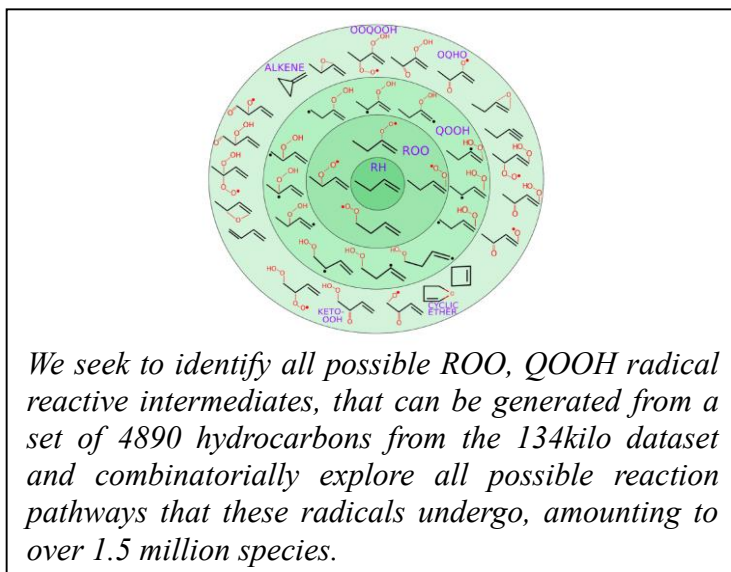 OOQOOH
OQHO
ALKENE
QOOH
ROO
RH
KETO-
OOH
CYCLIC
ETHER
We seek to identify all possible ROO, QOOH radical
reactive intermediates, that can be generated from a
set of 4890 hydrocarbons from the 134kilo dataset
and combinatorially explore all possible reaction
pathways that these radicals undergo, amounting to
over 1.5 million species.